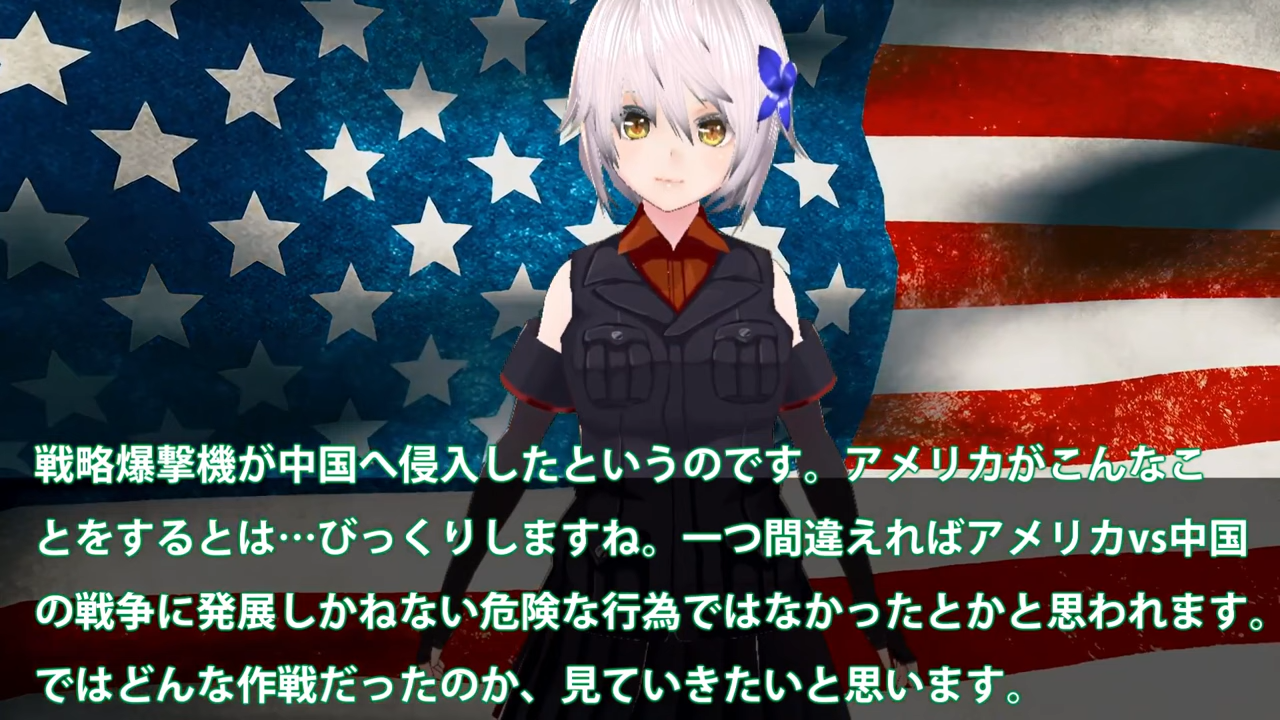 戦略爆撃機が中国へ侵入したというのです。アメリカがこんなこ
とをするとは…びっくりしますね。一つ間違えればアメリカvs中国
の戦争に発展しかねない危険な行為ではなかったとかと思われます。
ではどんな作戦だったのか、見ていきたいと思います。